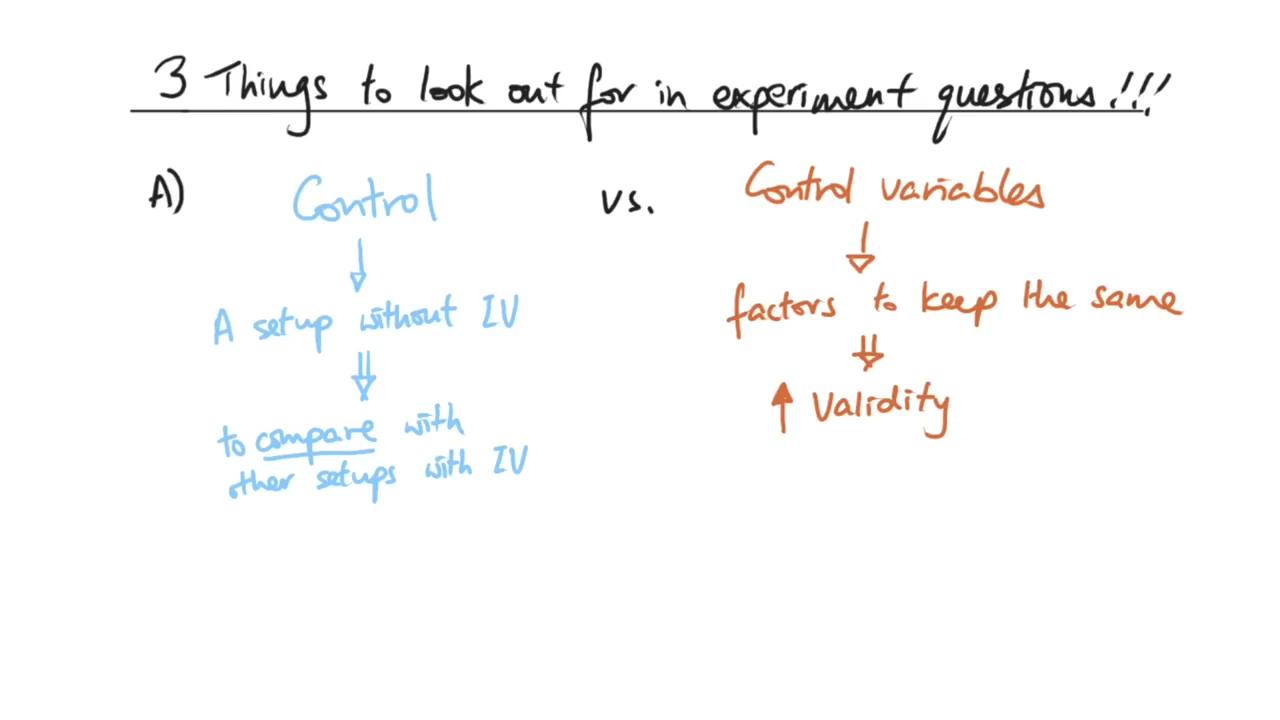 3 Things to look out for in experiment questions!!!
A) Control vs. Control variables
A setup without IV
factors to keep the same
to compare with
other setups with IV
↑ Validity